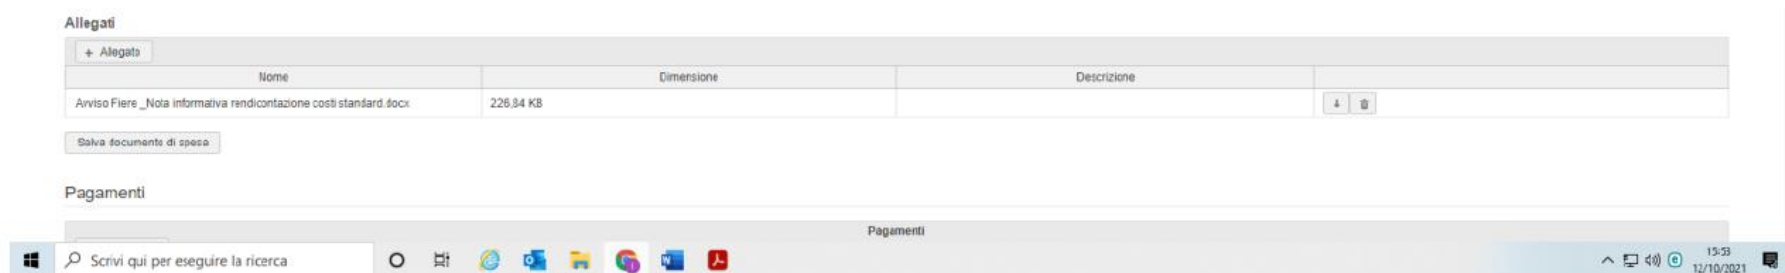 Allegati
+ Allegato
Nome Dimensione Descrizione
Avviso Fiere _Nota informativa rendicontazione costi standard.docx 226,84 KB
Salva documento di spesa
Pagamenti
Pagamenti
Scrivi qui per eseguire la ricerca
15:53
12/10/2021